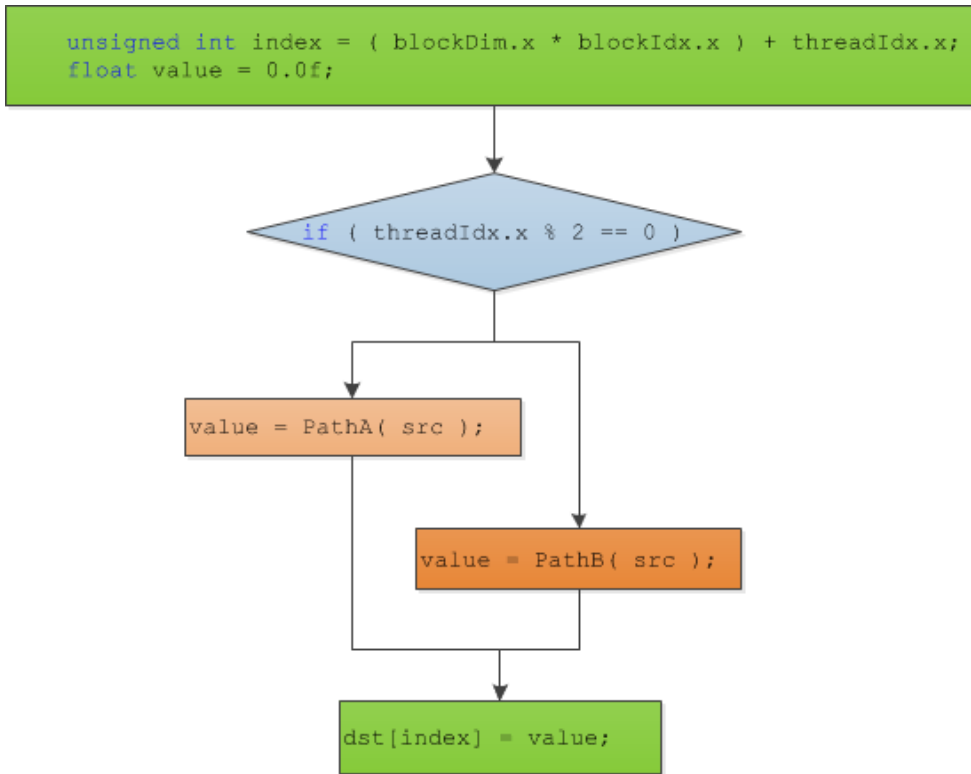 unsigned int index = ( blockDim.x * blockIdx.x ) + threadIdx.x;
float value = 0.0f;
if ( threadIdx.x % 2 == 0 )
value = PathA( src );
value = PathB( src );
dst[index] = value;